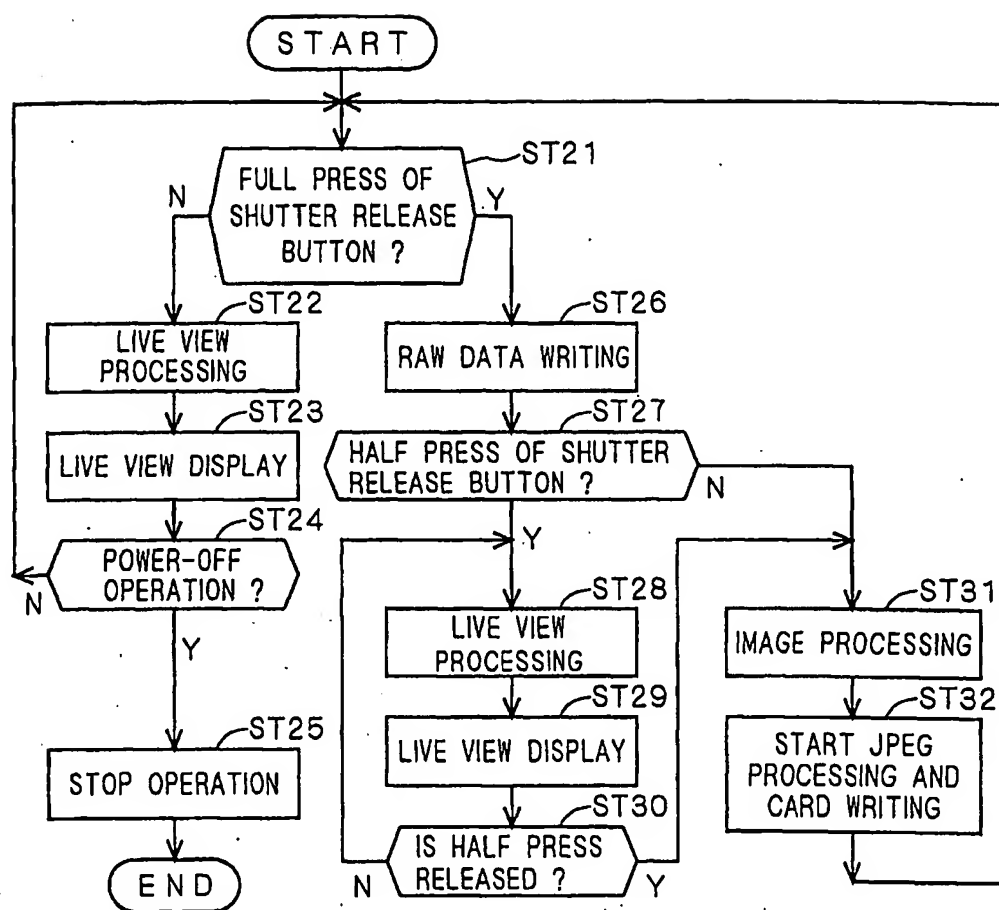 START
ST21
FULL PRESS OF
SHUTTER RELEASE
BUTTON ?
N
Y
ST22
LIVE VIEW
PROCESSING
ST23
LIVE VIEW DISPLAY
ST24
POWER-OFF
OPERATION ?
N
Y
ST25
STOP OPERATION
END
ST26
RAW DATA WRITING
ST27
HALF PRESS OF SHUTTER
RELEASE BUTTON ?
N
Y
ST28
LIVE VIEW
PROCESSING
ST29
LIVE VIEW DISPLAY
ST30
IS HALF PRESS
RELEASED ?
N
Y
ST31
IMAGE PROCESSING
ST32
START JPEG
PROCESSING AND
CARD WRITING